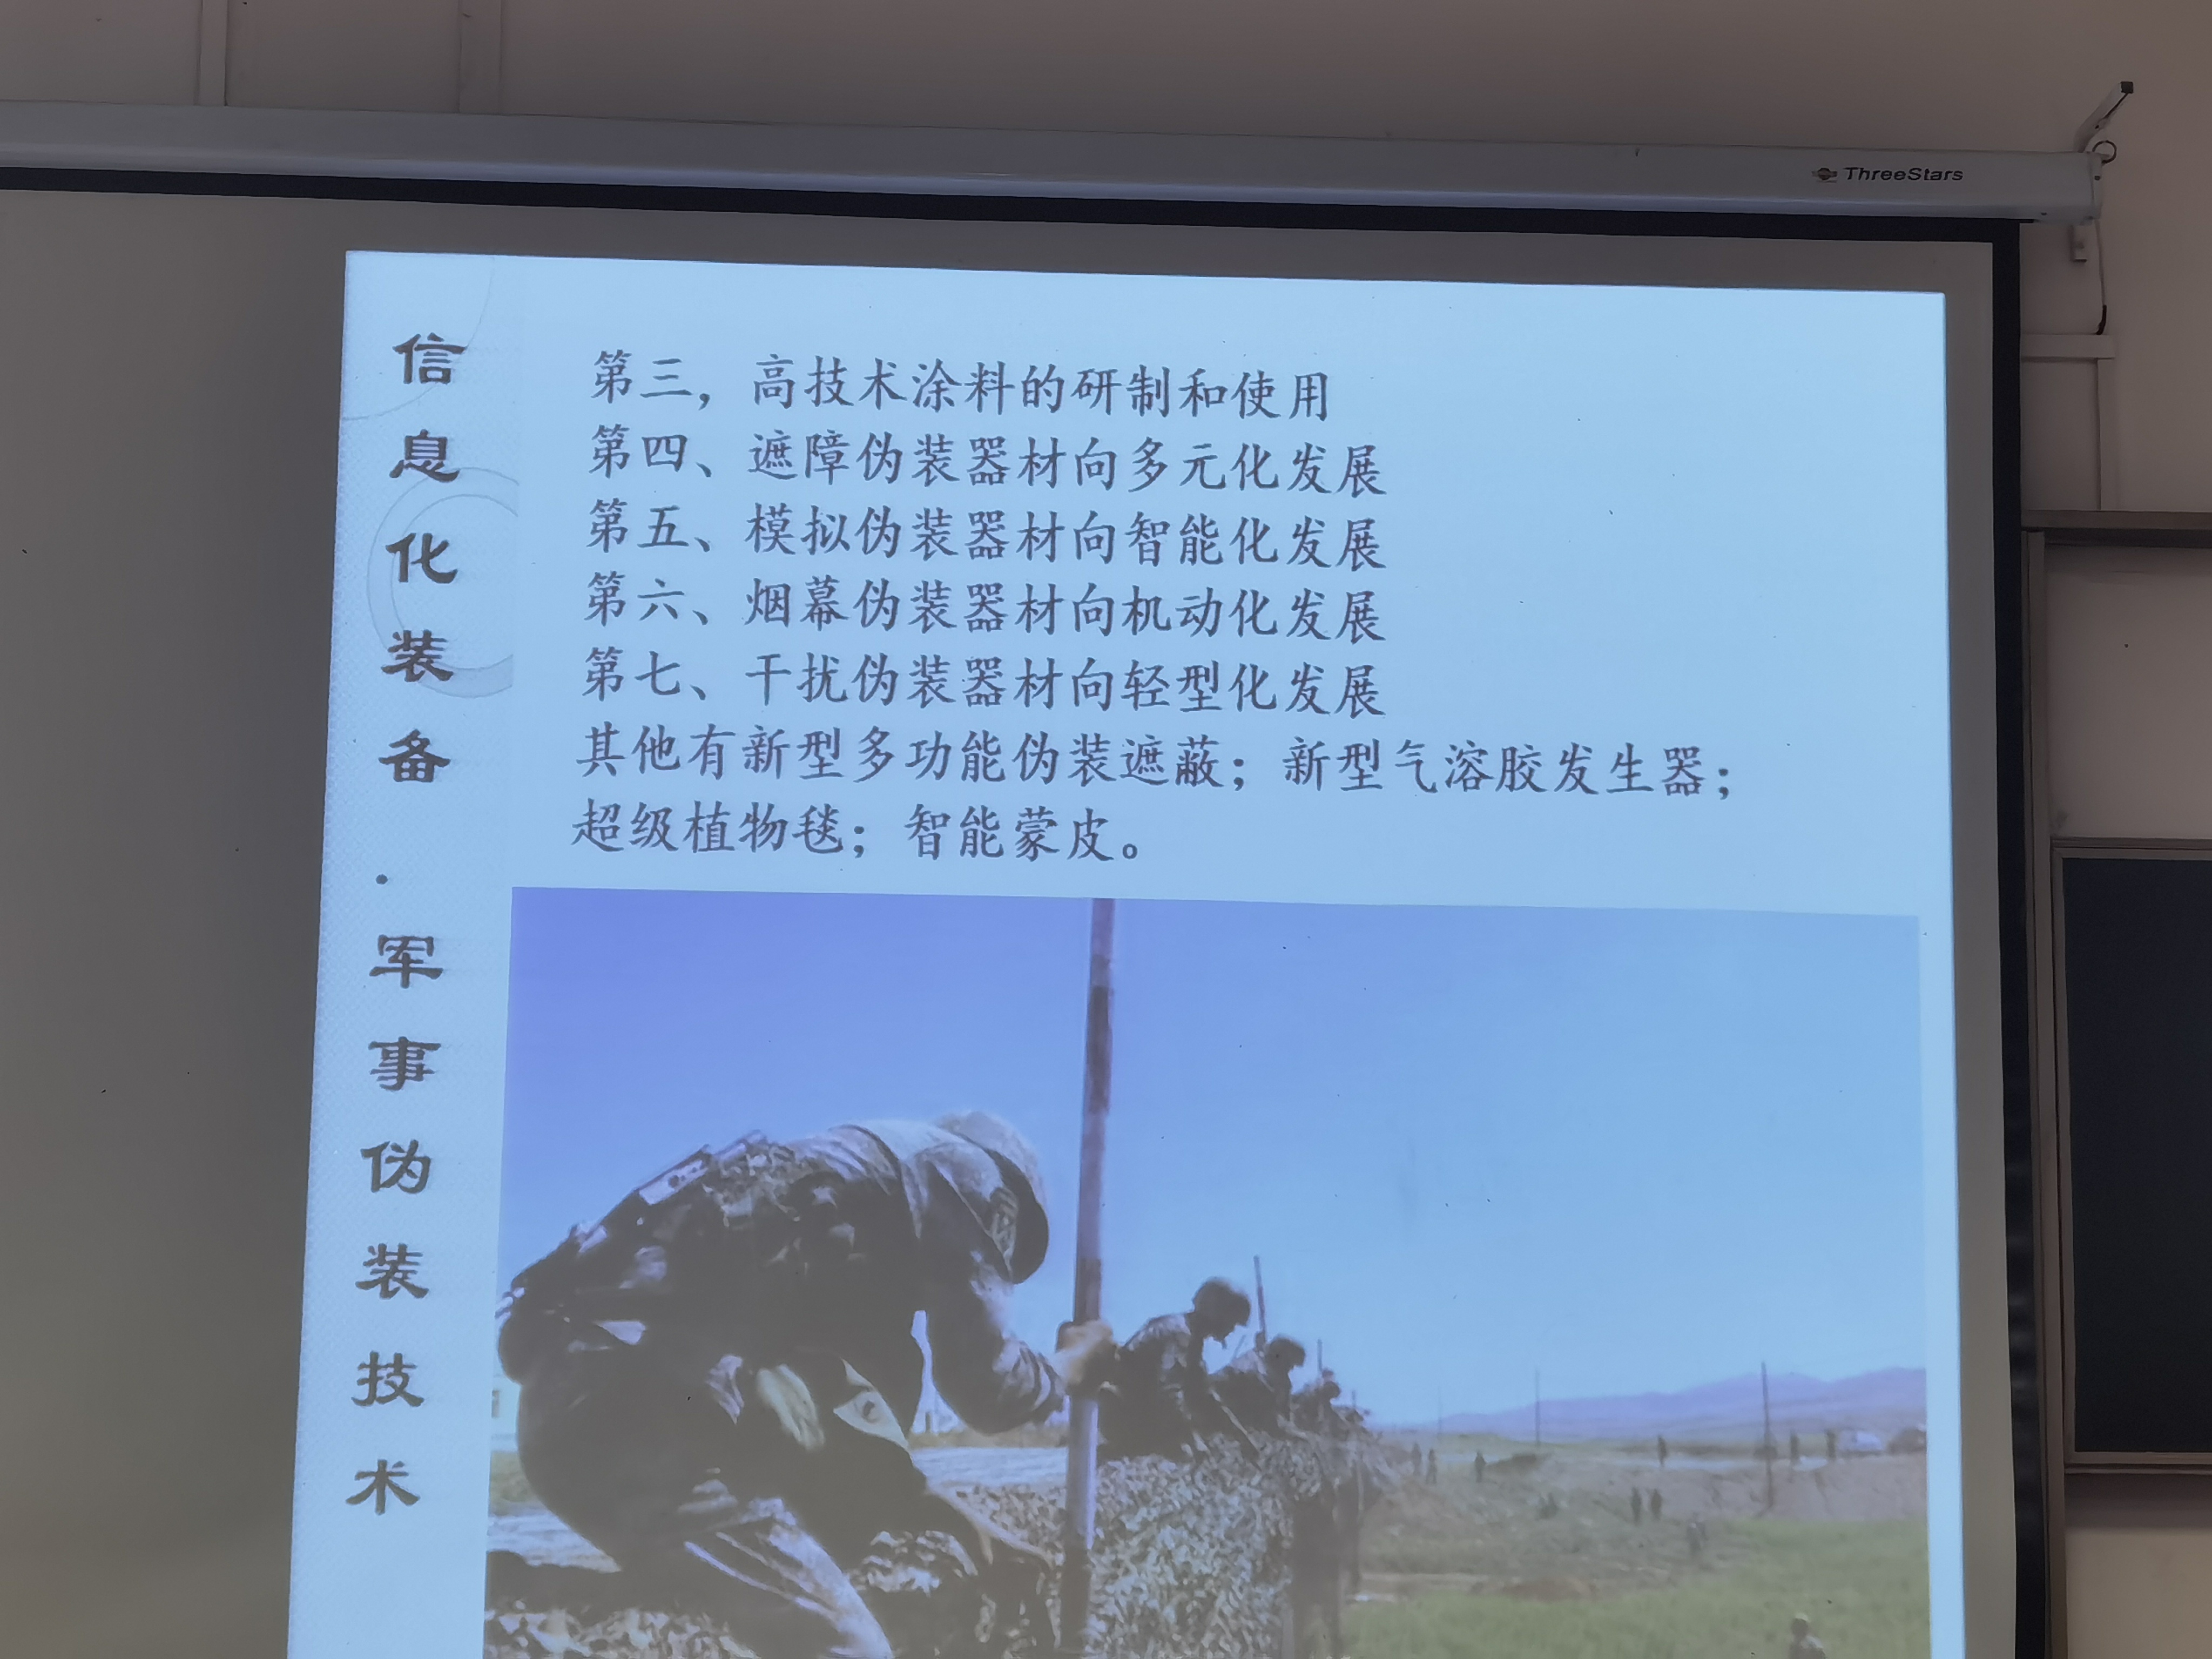 ThreeStars
信息化装备·军事伪装技术
第三，高技术涂料的研制和使用
第四、遮障伪装器材向多元化发展
第五、模拟伪装器材向智能化发展
第六、烟幕伪装器材向机动化发展
第七、干扰伪装器材向轻型化发展
其他有新型多功能伪装遮蔽；新型气溶胶发生器；
超级植物毯；智能蒙皮。